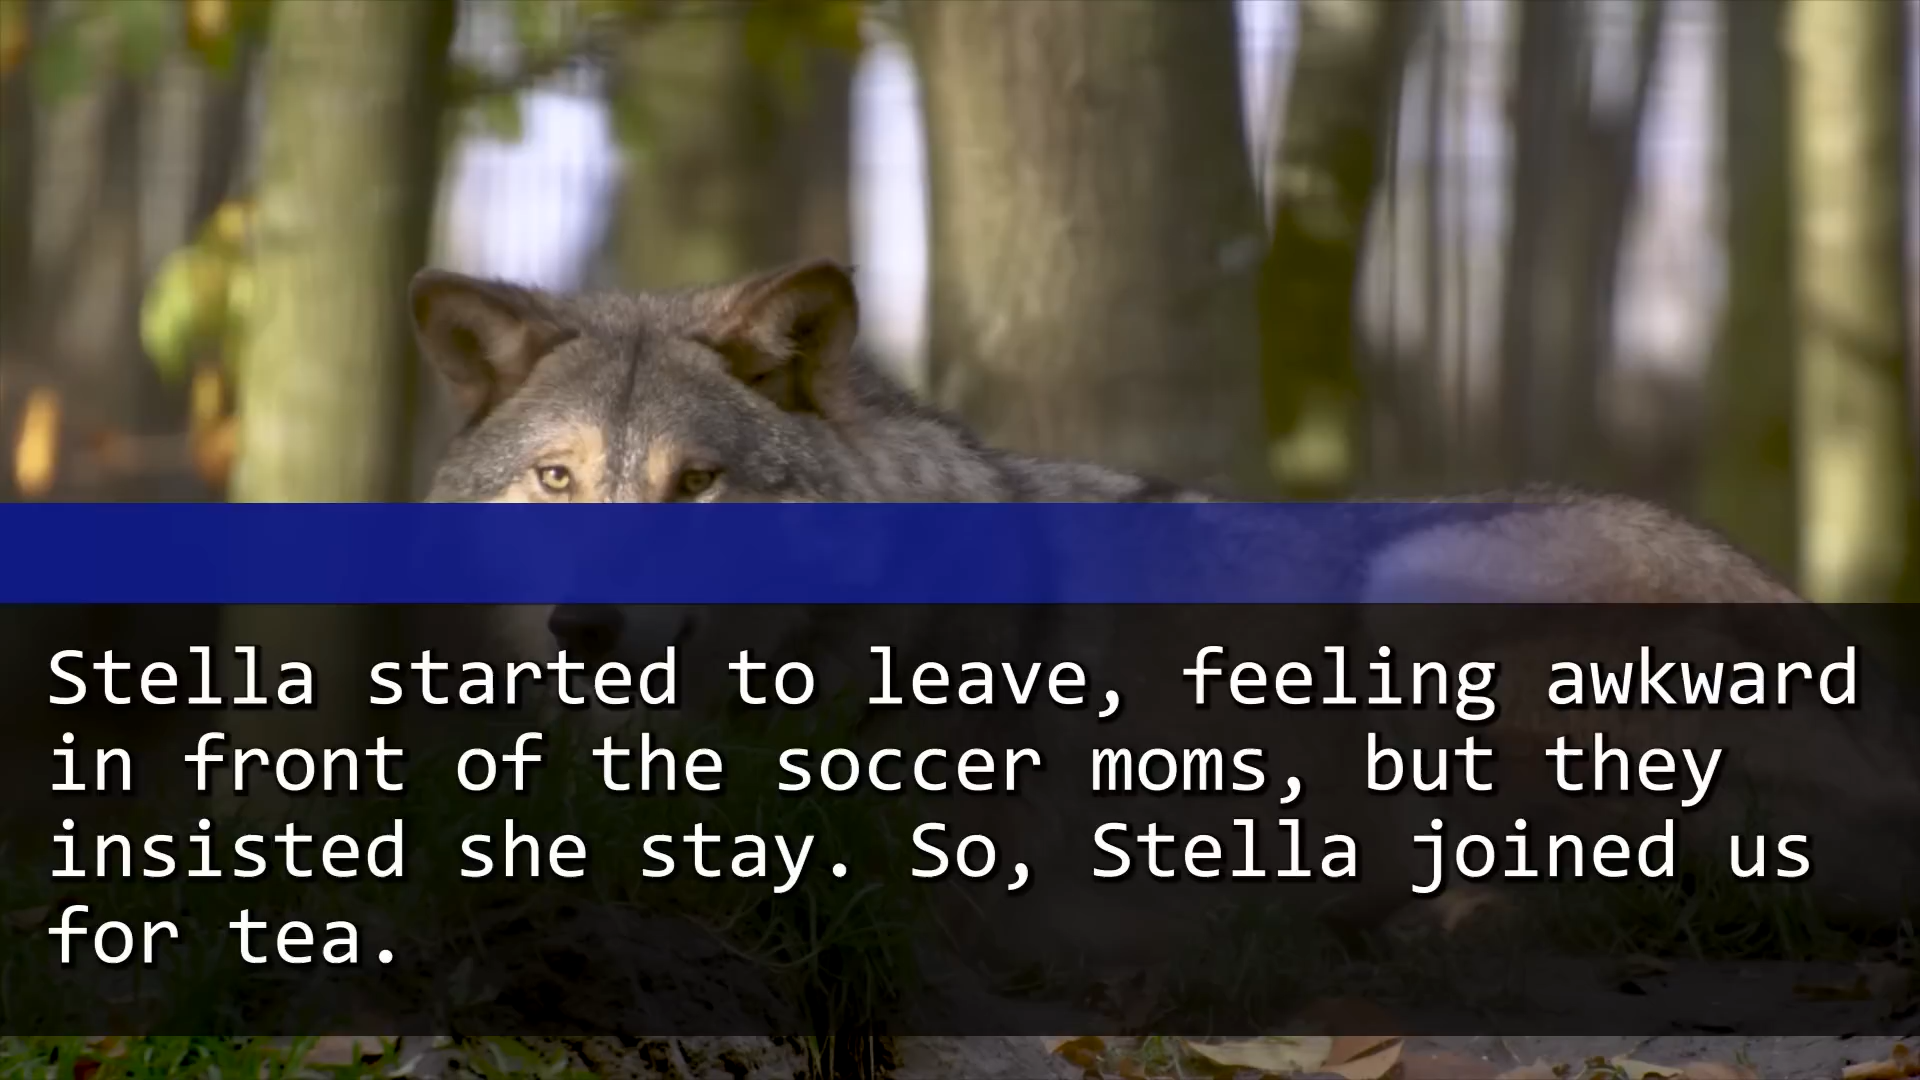 Stella started to leave, feeling awkward
in front of the soccer moms, but they
insisted she stay. So, Stella joined us
for tea.